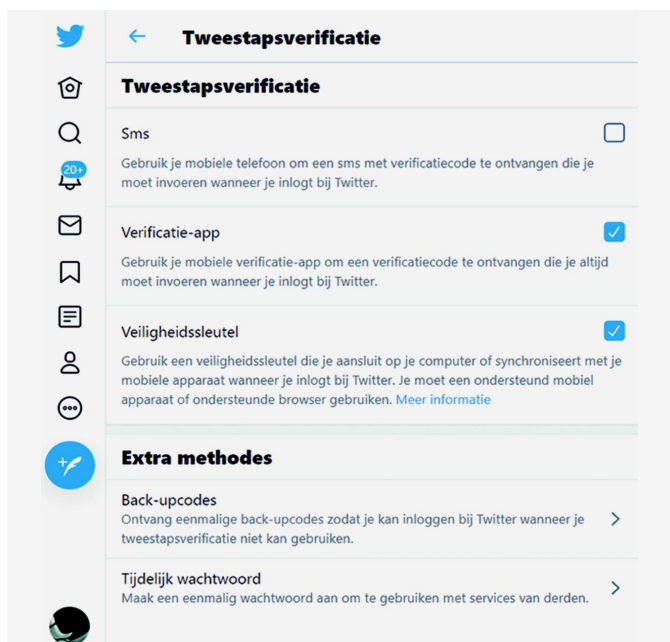 Tweestapsverificatie
Tweestapsverificatie
Sms
Gebruik je mobiele telefoon om een sms met verificatiecode te ontvangen die je
moet invoeren wanneer je inlogt bij Twitter.
20+
Verificatie-app
Gebruik je mobiele verificatie-app om een verificatiecode te ontvangen die je altijd
moet invoeren wanneer je inlogt bij Twitter.
Veiligheidssleutel
Gebruik een veiligheidssleutel die je aansluit op je computer of synchroniseert met je
mobiele apparaat wanneer je inlogt bij Twitter. Je moet een ondersteund mobiel
apparaat of ondersteunde browser gebruiken. Meer informatie
Extra methodes
Back-upcodes
Ontvang eenmalige back-upcodes zodat je kan inloggen bij Twitter wanneer je
tweestapsverificatie niet kan gebruiken.
Tijdelijk wachtwoord
Maak een eenmalig wachtwoord aan om te gebruiken met services van derden.